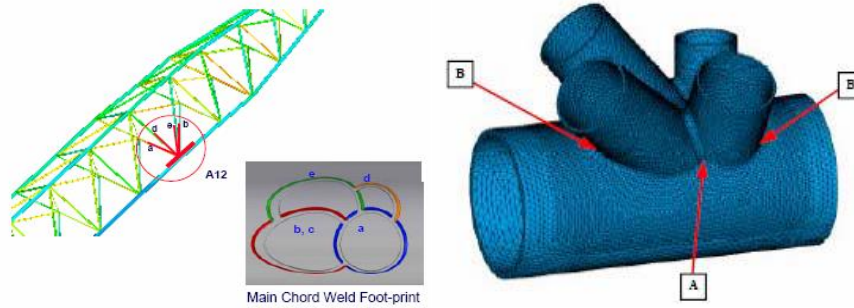 d e b
a
A12
e d
b, c a
Main Chord Weld Foot-print
B
B
A